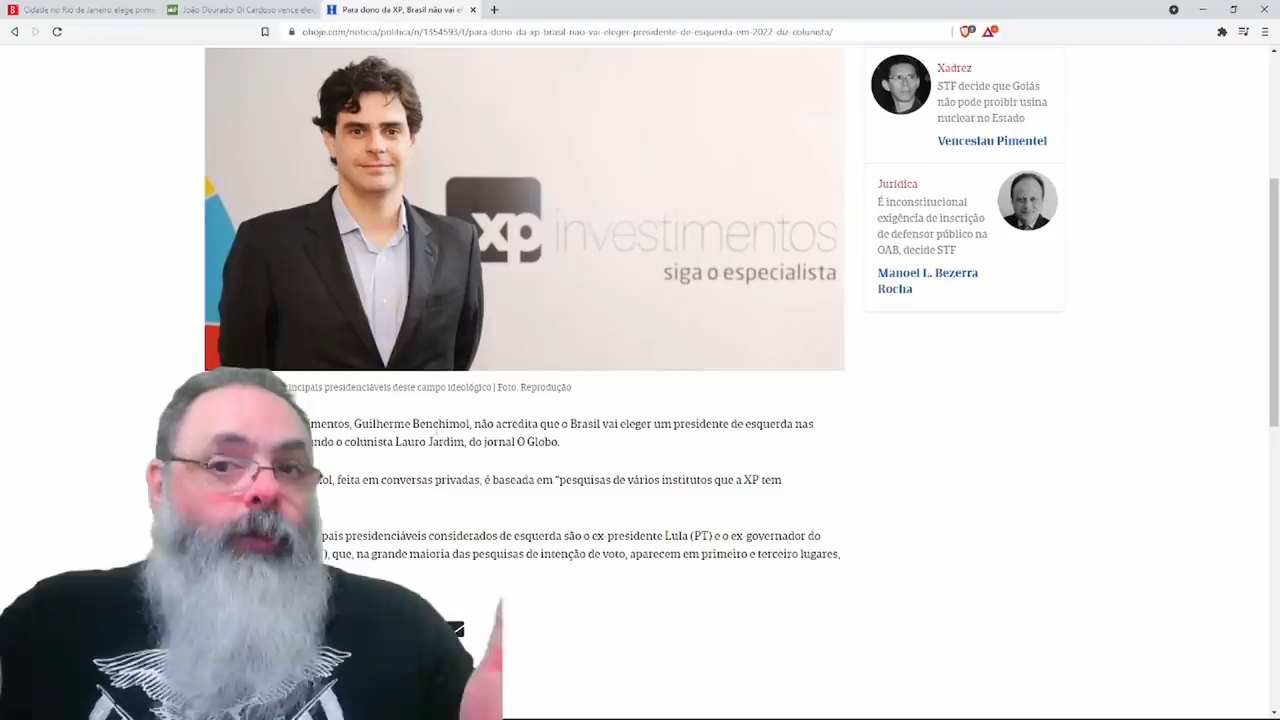 Cidade no Rio de Janeiro elege prim
João Dourador Di Cardoso vence elei
Para dono da XP, Brasil não vai el
ohoje.com/noticia/politica/n/1354593/t/para-dono-da-xp-brasil-nao-vai-eleger-presidente-de-esquerda-em-2022-diz-colunista/
xp investimentos
siga o especialista
Xadrez
STF decide que Goiás
não pode proibir usina
nuclear no Estado
Venceslau Pimentel
Jurídica
É inconstitucional
exigência de inscrição
de defensor público na
OAB, decide STF
Manoel L. Bezerra
Rocha
presidenciáveis deste campo ideológico | Foto. Reprodução
Guilherme Benchimol, não acredita que o Brasil vai eleger um presidente de esquerda nas
o colunista Lauro Jardim, do jornal O Globo.
feita em conversas privadas, é baseada em “pesquisas de vários institutos que a XP tem
presidenciáveis considerados de esquerda são o ex-presidente Lula (PT) e o ex-governador do
que, na grande maioria das pesquisas de intenção de voto, aparecem em primeiro e terceiro lugares,